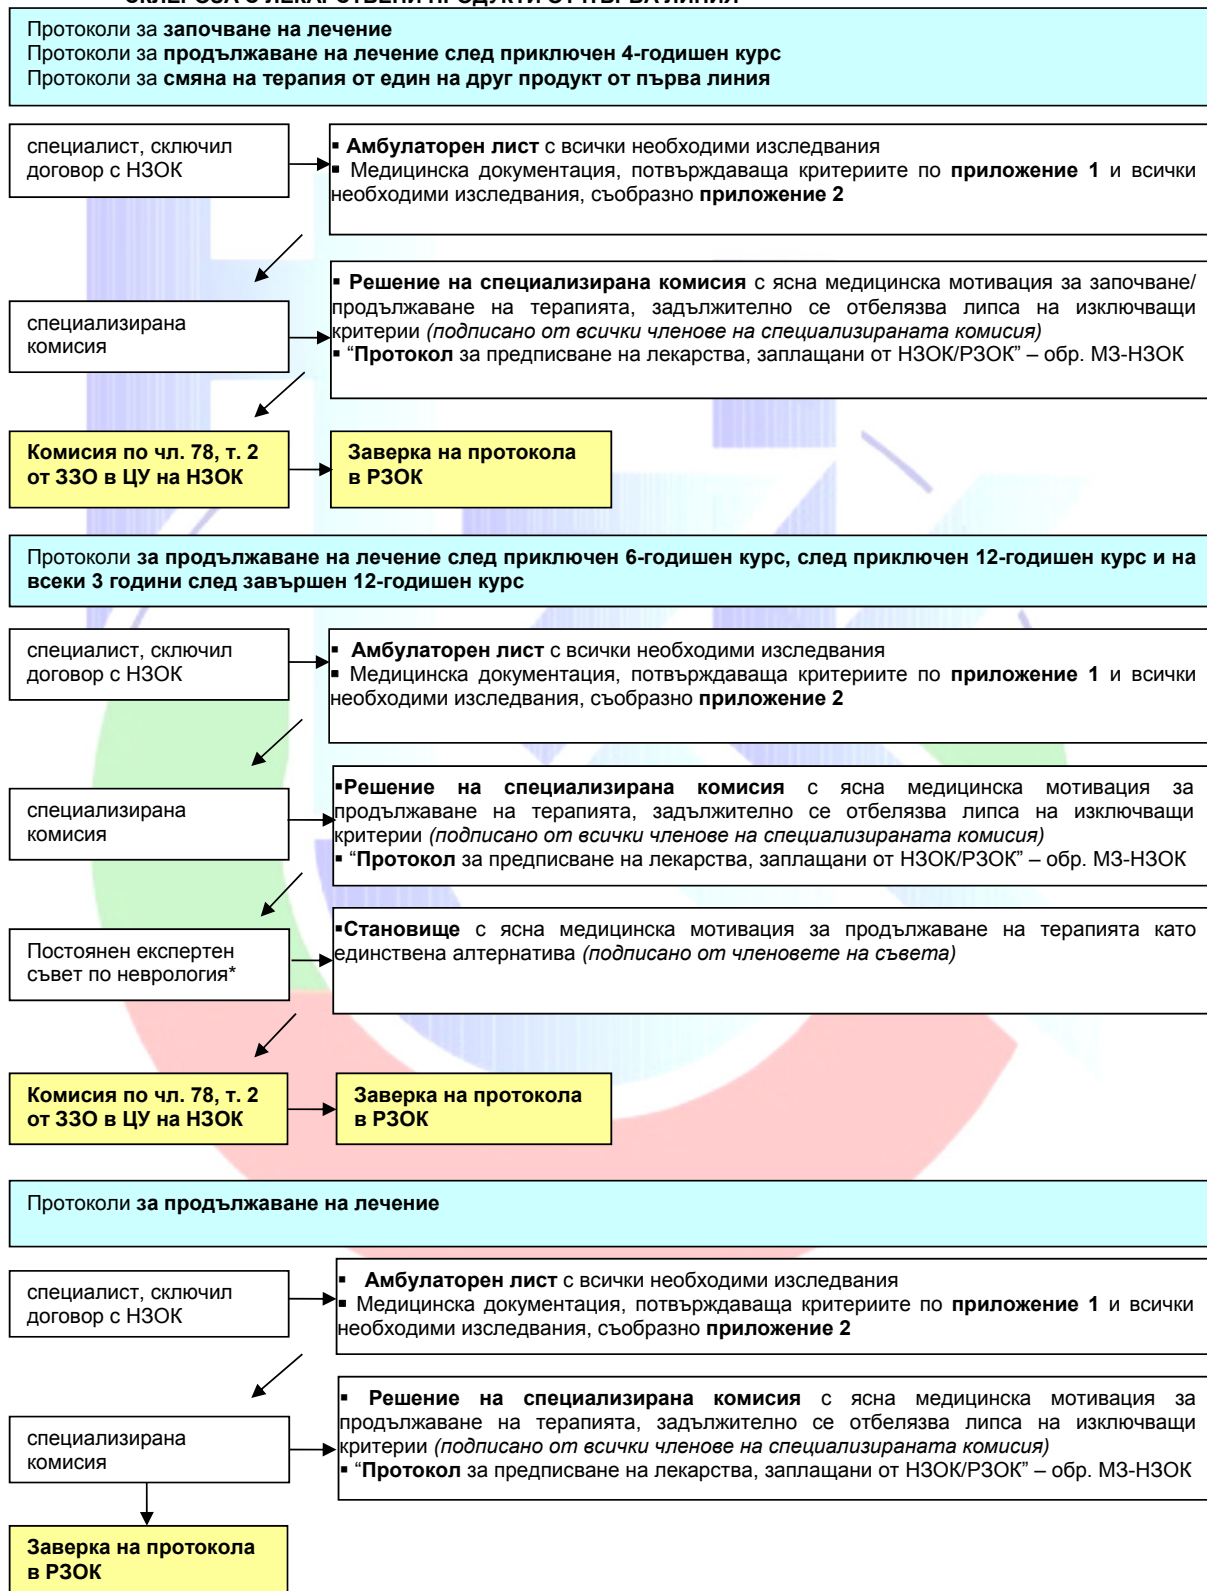 СКЛЕРОЗА С ЛЕКАРСТВЕНИ ПРОДУКТИ ОТ ПЪРВА ЛИНИЯ
Протоколи за започване на лечение
Протоколи за продължаване на лечение след приключен 4-годишен курс
Протоколи за смяна на терапия от един на друг продукт от първа линия
специалист, сключил
договор с НЗОК
▪ Амбулаторен лист с всички необходими изследвания
▪ Медицинска документация, потвърждаваща критериите по приложение 1 и всички
необходими изследвания, съобразно приложение 2
специализирана
комисия
▪ Решение на специализирана комисия с ясна медицинска мотивация за започване/
продължаване на терапията, задължително се отбелязва липса на изключващи
критерии (подписано от всички членове на специализираната комисия)
▪ “Протокол за предписване на лекарства, заплащани от НЗОК/РЗОК” – обр. МЗ-НЗОК
Комисия по чл. 78, т. 2
от ЗЗО в ЦУ на НЗОК
Заверка на протокола
в РЗОК
Протоколи за продължаване на лечение след приключен 6-годишен курс, след приключен 12-годишен курс и на
всеки 3 години след завършен 12-годишен курс
специалист, сключил
договор с НЗОК
▪ Амбулаторен лист с всички необходими изследвания
▪ Медицинска документация, потвърждаваща критериите по приложение 1 и всички
необходими изследвания, съобразно приложение 2
специализирана
комисия
▪Решение на специализирана комисия с ясна медицинска мотивация за
продължаване на терапията, задължително се отбелязва липса на изключващи
критерии (подписано от всички членове на специализираната комисия)
▪ “Протокол за предписване на лекарства, заплащани от НЗОК/РЗОК” – обр. МЗ-НЗОК
Постоянен експертен
съвет по неврология*
▪Становище с ясна медицинска мотивация за продължаване на терапията като
единствена алтернатива (подписано от членовете на съвета)
Комисия по чл. 78, т. 2
от ЗЗО в ЦУ на НЗОК
Заверка на протокола
в РЗОК
Протоколи за продължаване на лечение
специалист, сключил
договор с НЗОК
▪ Амбулаторен лист с всички необходими изследвания
▪ Медицинска документация, потвърждаваща критериите по приложение 1 и всички
необходими изследвания, съобразно приложение 2
специализирана
комисия
▪ Решение на специализирана комисия с ясна медицинска мотивация за
продължаване на терапията, задължително се отбелязва липса на изключващи
критерии (подписано от всички членове на специализираната комисия)
▪ “Протокол за предписване на лекарства, заплащани от НЗОК/РЗОК” – обр. МЗ-НЗОК
Заверка на протокола
в РЗОК